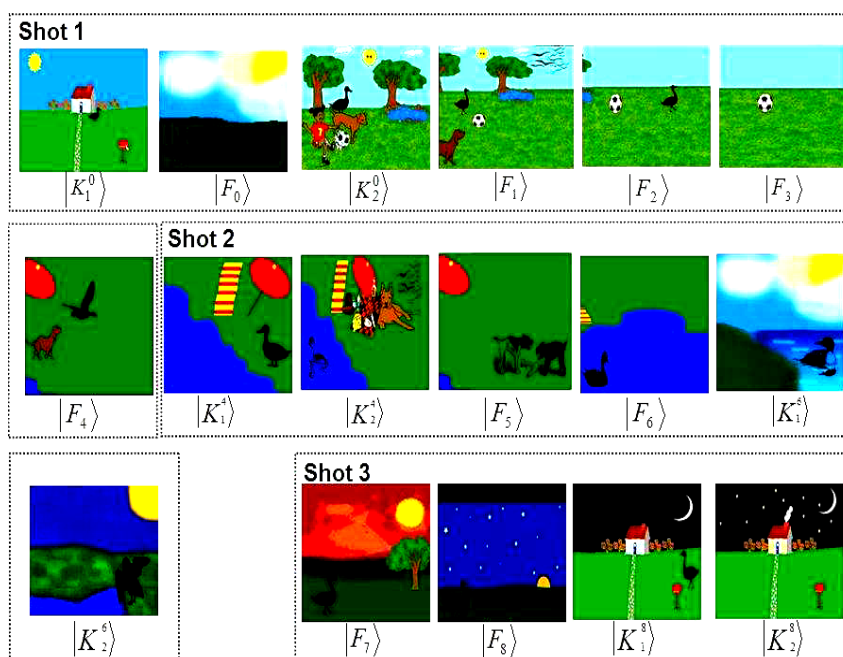 Shot 1
|K₁⁰⟩ |F₀⟩ |K₂⁰⟩ |F₁⟩ |F₂⟩ |F₃⟩
Shot 2
|F₄⟩ |K₁⁴⟩ |K₂⁴⟩ |F₅⟩ |F₆⟩ |K₁⁶⟩
Shot 3
|K₂⁶⟩ |F₇⟩ |F₈⟩ |K₁⁸⟩ |K₂⁸⟩